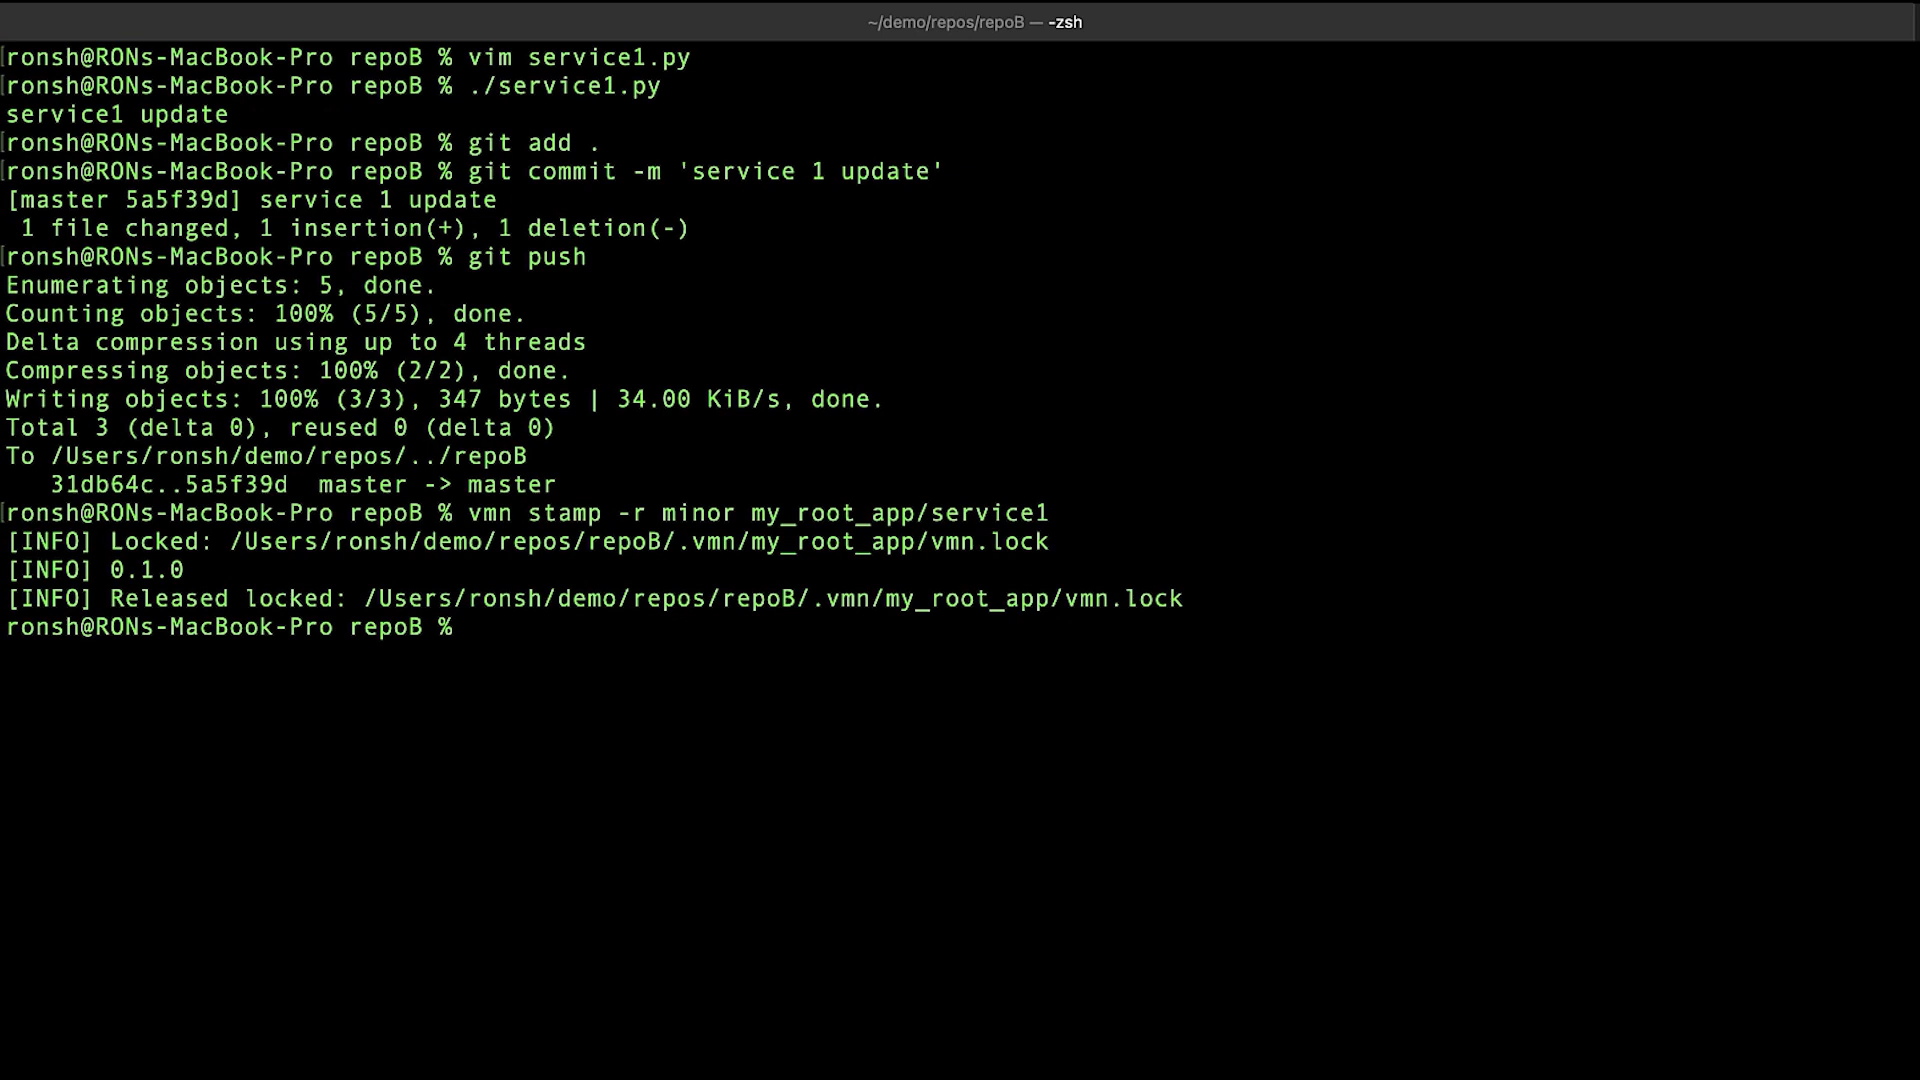 ~/demo/repos/repoB — -zsh
[ronsh@RONs-MacBook-Pro repoB % vim service1.py
[ronsh@RONs-MacBook-Pro repoB % ./service1.py
service1 update
[ronsh@RONs-MacBook-Pro repoB % git add .
[ronsh@RONs-MacBook-Pro repoB % git commit -m 'service 1 update'
[master 5a5f39d] service 1 update
 1 file changed, 1 insertion(+), 1 deletion(-)
[ronsh@RONs-MacBook-Pro repoB % git push
Enumerating objects: 5, done.
Counting objects: 100% (5/5), done.
Delta compression using up to 4 threads
Compressing objects: 100% (2/2), done.
Writing objects: 100% (3/3), 347 bytes | 34.00 KiB/s, done.
Total 3 (delta 0), reused 0 (delta 0)
To /Users/ronsh/demo/repos/../repoB
   31db64c..5a5f39d  master -> master
[ronsh@RONs-MacBook-Pro repoB % vmn stamp -r minor my_root_app/service1
[INFO] Locked: /Users/ronsh/demo/repos/repoB/.vmn/my_root_app/vmn.lock
[INFO] 0.1.0
[INFO] Released locked: /Users/ronsh/demo/repos/repoB/.vmn/my_root_app/vmn.lock
ronsh@RONs-MacBook-Pro repoB %